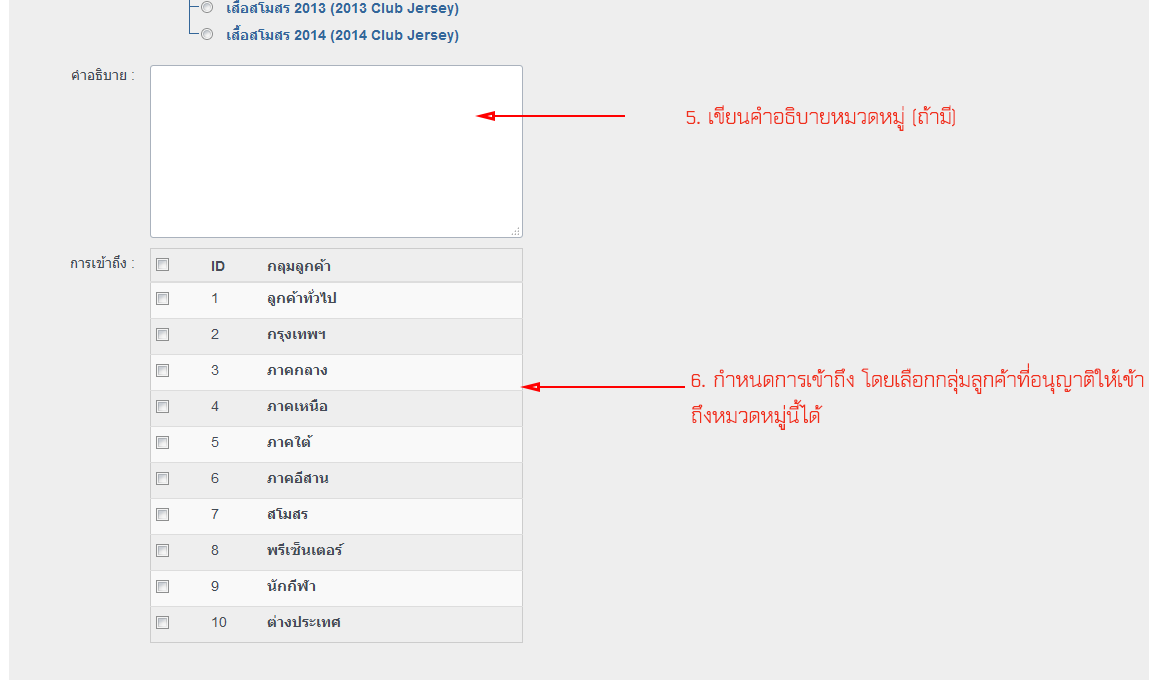 เสื้อสโมสร 2013 (2013 Club Jersey)
เสื้อสโมสร 2014 (2014 Club Jersey)
คำอธิบาย :
5. เขียนคำอธิบายหมวดหมู่ (ถ้ามี)
การเข้าถึง :
ID กลุมลูกค้า
1 ลูกค้าทั่วไป
2 กรุงเทพฯ
3 ภาคกลาง
4 ภาคเหนือ
5 ภาคใต้
6 ภาคอีสาน
7 สโมสร
8 พรีเซ็นเตอร์
9 นักกีฬา
10 ต่างประเทศ
6. กำหนดการเข้าถึง โดยเลือกกลุ่มลูกค้าที่อนุญาติให้เข้า
ถึงหมวดหมู่นี้ได้